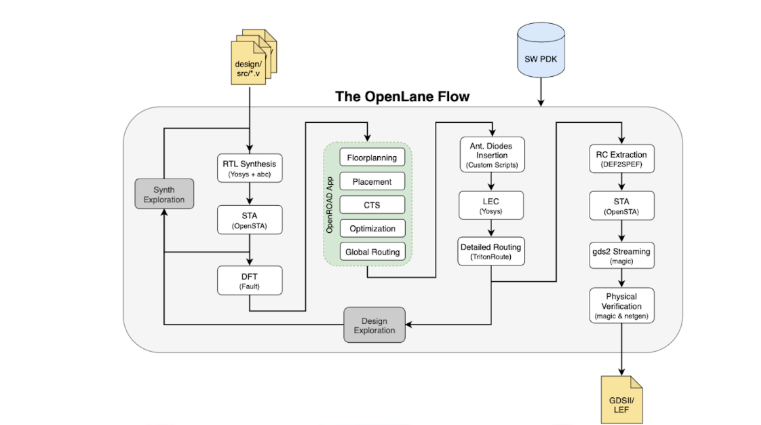 design/
src/*.v
SW PDK
The OpenLane Flow
RTL Synthesis
(Yosys + abc)
Synth
Exploration
STA
(OpenSTA)
DFT
(Fault)
OpenROAD App
Floorplanning
Placement
CTS
Optimization
Global Routing
Ant. Diodes
Insertion
(Custom Scripts)
LEC
(Yosys)
Detailed Routing
(TritonRoute)
Design
Exploration
RC Extraction
(DEF2SPEF)
STA
(OpenSTA)
gds2 Streaming
(magic)
Physical
Verification
(magic & netgen)
GDSII/
LEF